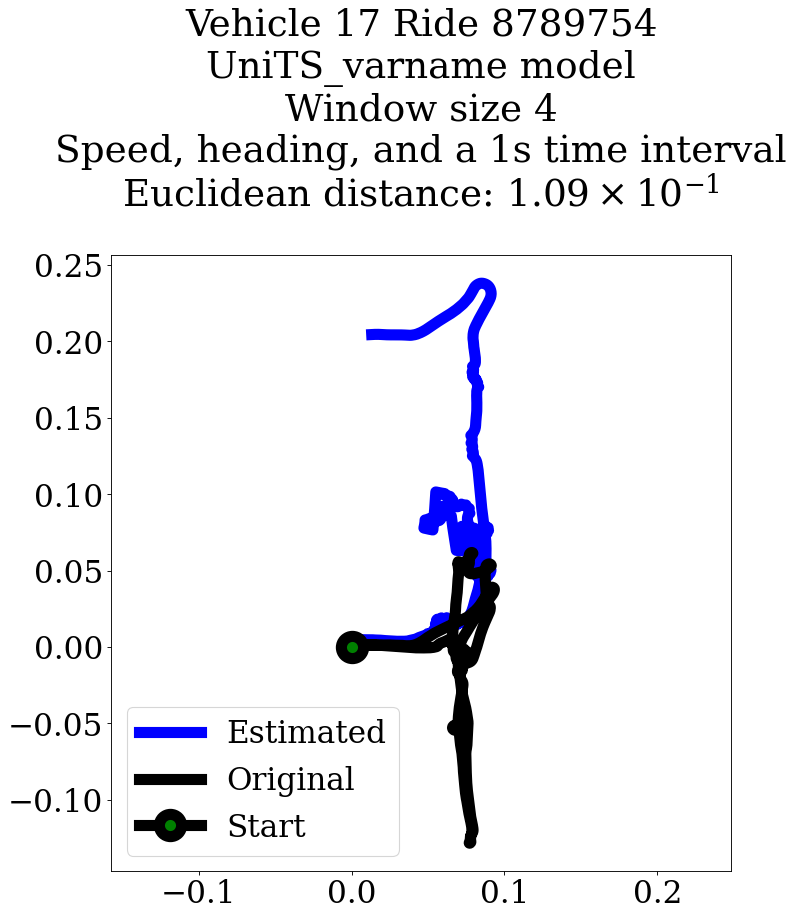 Vehicle 17 Ride 8789754
UniTS_varname model
Window size 4
Speed, heading, and a 1s time interval
Euclidean distance: 1.09 × 10⁻¹
0.25
0.20
0.15
0.10
0.05
0.00
−0.05
−0.10
Estimated
Original
Start
−0.1 0.0 0.1 0.2